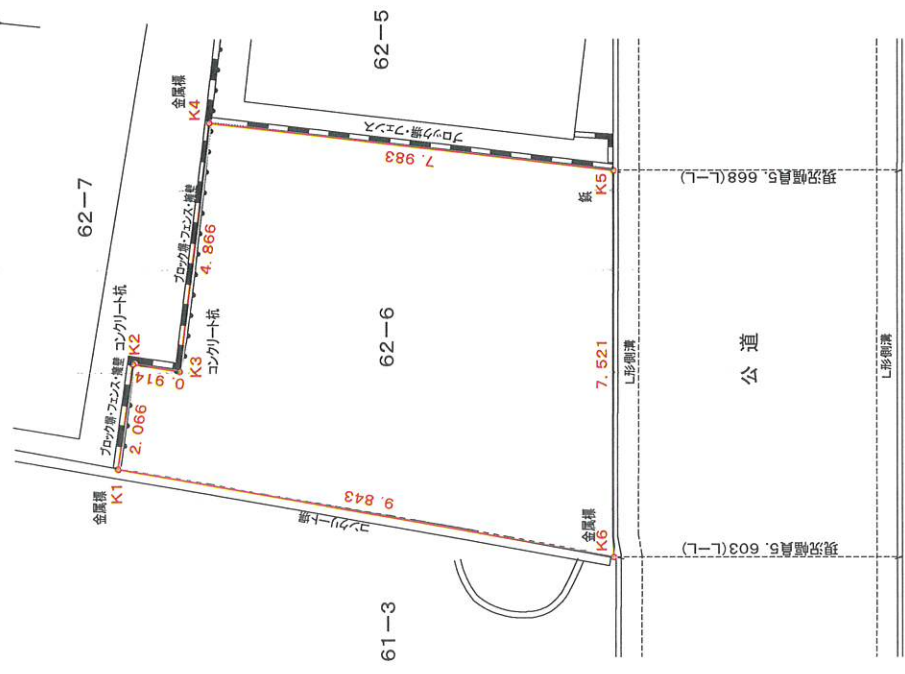 62-5
金属標
K4
62-7
ブロック塀・フェンス
7. 983
ブロック塀・フェンス・擁壁
4. 866
コンクリート杭
K2
ブロック塀・フェンス・擁壁
2. 066
0. 914
K3
コンクリート杭
K1
金属標
62-6
鋲
K5
現況幅員5. 668(L-L)
9. 843
コンクリート塀
7. 521
L形側溝
公道
L形側溝
金属標
K6
現況幅員5. 603(L-L)
61-3